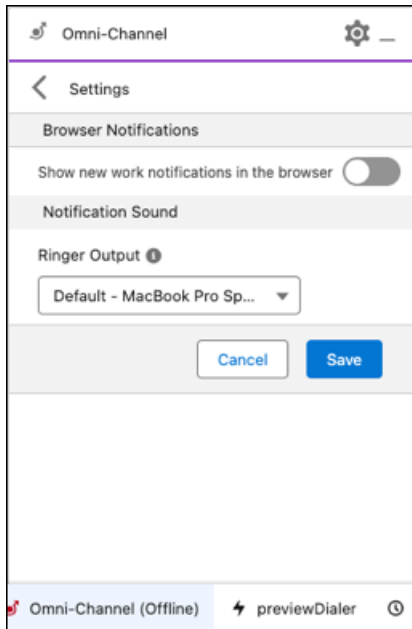 Omni-Channel
Settings
Browser Notifications
Show new work notifications in the browser
Notification Sound
Ringer Output
Default - MacBook Pro Sp...
Cancel Save
Omni-Channel (Offline) previewDialer